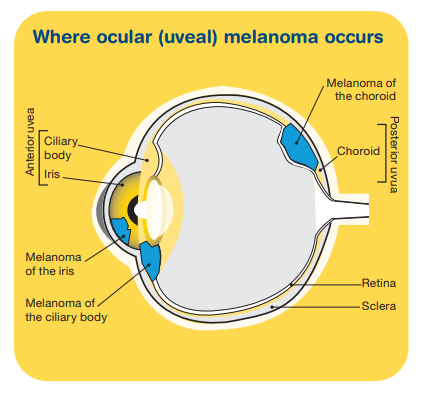 Where ocular (uveal) melanoma occurs
Melanoma of
the choroid
Anterior uvea
Ciliary
body
Iris
Choroid
Posterior uvua
Melanoma
of the iris
Melanoma of
the ciliary body
Retina
Sclera